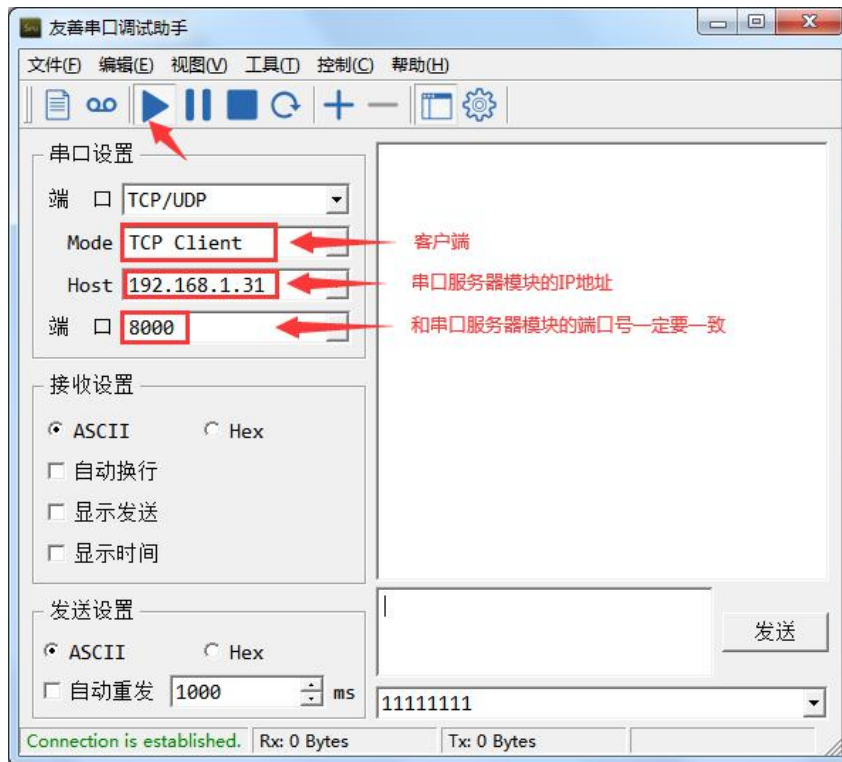 友善串口调试助手
文件(F) 编辑(E) 视图(V) 工具(T) 控制(C) 帮助(H)
串口设置
端 口 TCP/UDP
Mode TCP Client 客户端
Host 192.168.1.31 串口服务器模块的IP地址
端 口 8000 和串口服务器模块的端口号一定要一致
接收设置
ASCII Hex
自动换行
显示发送
显示时间
发送设置
ASCII Hex
自动重发 1000 ms
发送
11111111
Connection is established. Rx: 0 Bytes Tx: 0 Bytes